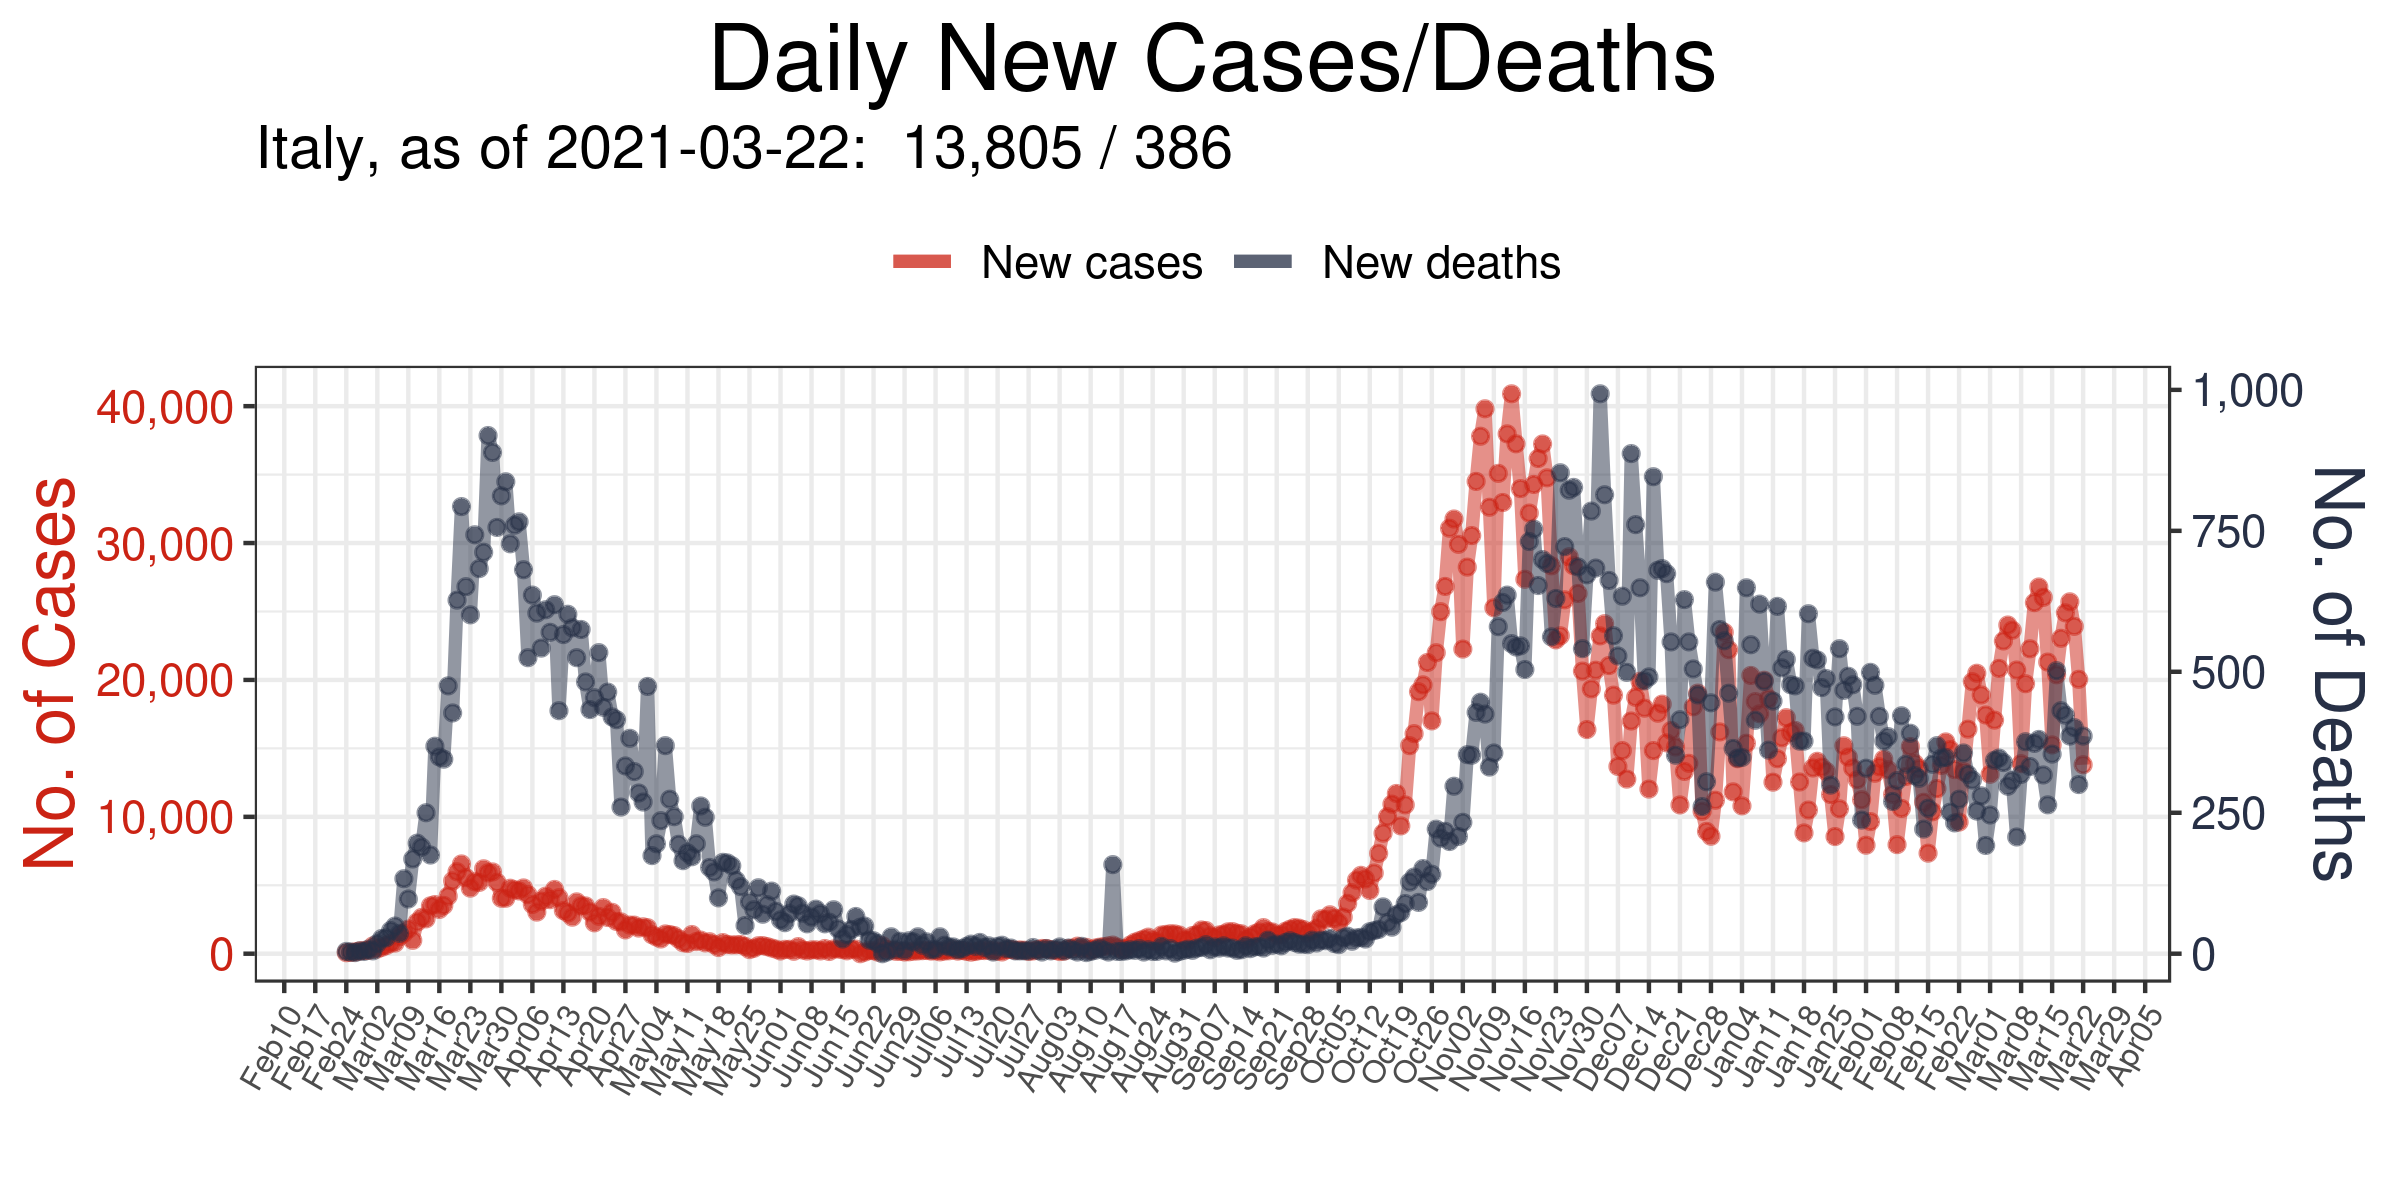 Daily New Cases/Deaths
Italy, as of 2021-03-22:  13,805 / 386
New cases New deaths
No. of Cases
40,000
30,000
20,000
10,000
0
1,000
750
500
250
0
No. of Deaths
Feb10 Feb17 Feb24 Mar02 Mar09 Mar16 Mar23 Mar30 Apr06 Apr13 Apr20 Apr27 May04 May11 May18 May25 Jun01 Jun08 Jun15 Jun22 Jun29 Jul06 Jul13 Jul20 Jul27 Aug03 Aug10 Aug17 Aug24 Aug31 Sep07 Sep14 Sep21 Sep28 Oct05 Oct12 Oct19 Oct26 Nov02 Nov09 Nov16 Nov23 Nov30 Dec07 Dec14 Dec21 Dec28 Jan04 Jan11 Jan18 Jan25 Feb01 Feb08 Feb15 Feb22 Mar01 Mar08 Mar15 Mar22 Mar29 Apr05